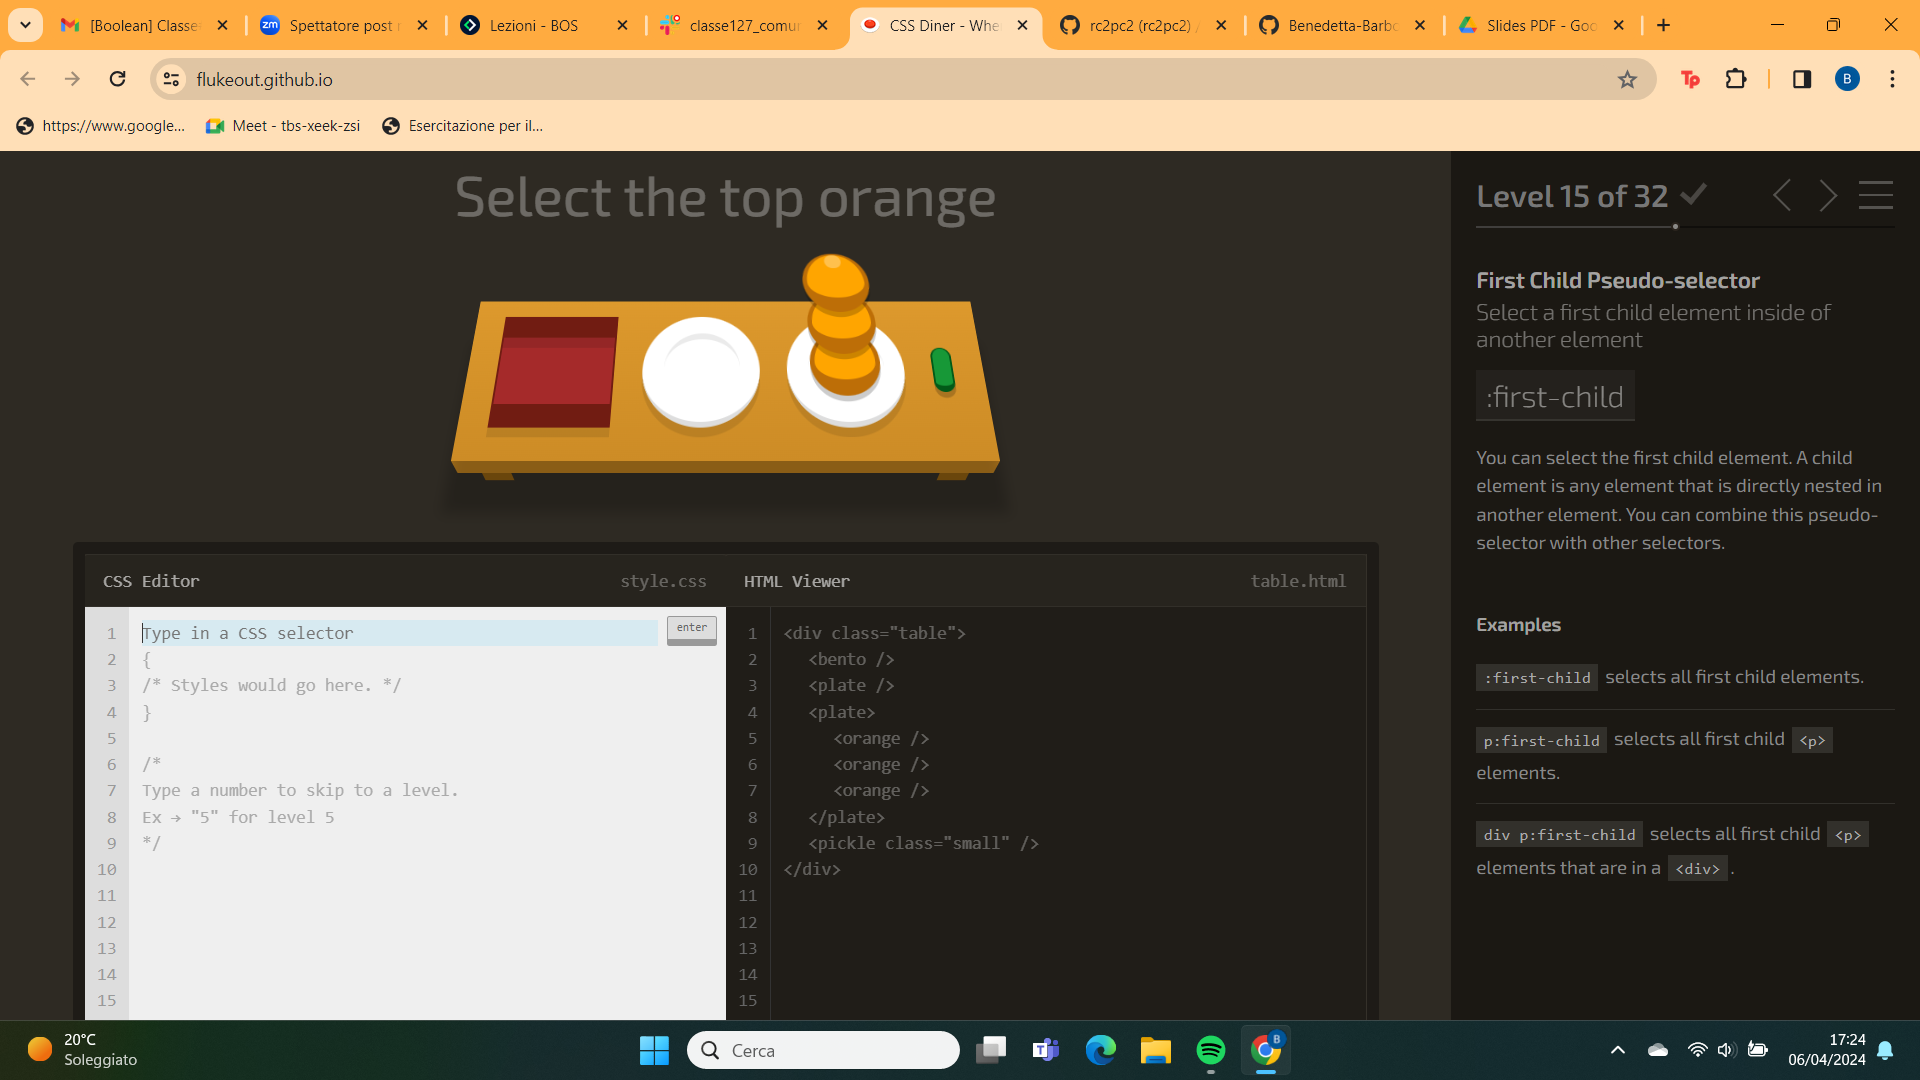 [Boolean] Classe
Spettatore post
Lezioni - BOS
classe127_comu
CSS Diner - Whe
rc2pc2 (rc2pc2) /
Benedetta-Barbo
Slides PDF - Goo
flukeout.github.io
B
https://www.google...
Meet - tbs-xeek-zsi
Esercitazione per il...
Select the top orange
CSS Editor
style.css
HTML Viewer
table.html
1
Type in a CSS selector
enter
2
{
3
/* Styles would go here. */
4
}
5
6
/*
7
Type a number to skip to a level.
8
Ex → "5" for level 5
9
*/
10
11
12
13
14
15
1
<div class="table">
2
<bento />
3
<plate />
4
<plate>
5
<orange />
6
<orange />
7
<orange />
8
</plate>
9
<pickle class="small" />
10
</div>
11
12
13
14
15
Level 15 of 32
First Child Pseudo-selector
Select a first child element inside of
another element
:first-child
You can select the first child element. A child
element is any element that is directly nested in
another element. You can combine this pseudo-
selector with other selectors.
Examples
:first-child selects all first child elements.
p:first-child selects all first child <p>
elements.
div p:first-child selects all first child <p>
elements that are in a <div> .
20°C
Soleggiato
Cerca
17:24
06/04/2024